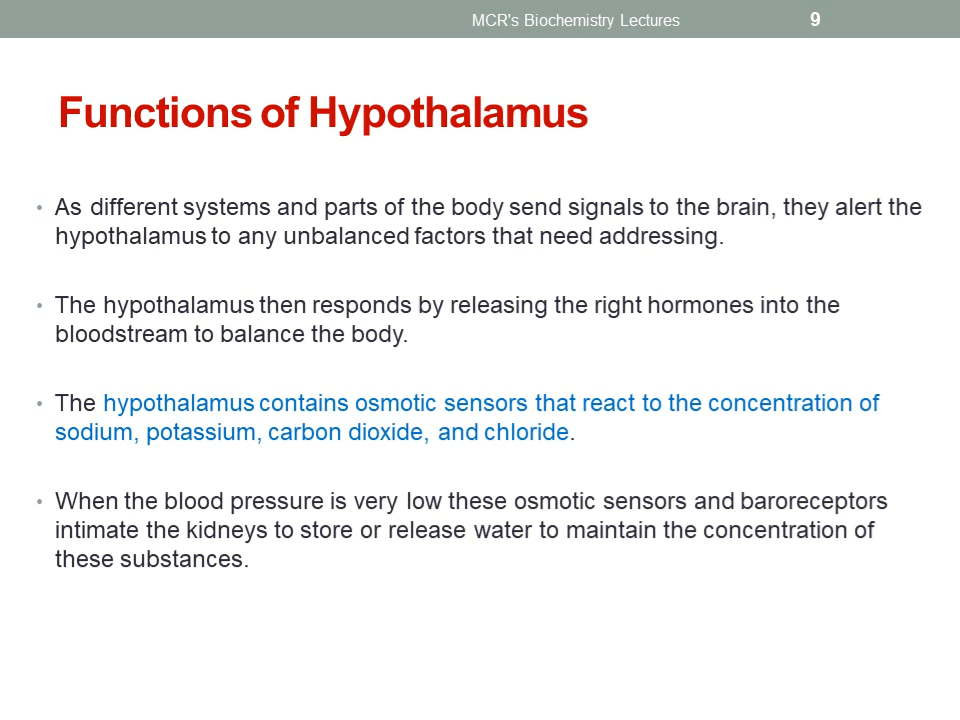 MCR's Biochemistry Lectures 9
Functions of Hypothalamus
• As different systems and parts of the body send signals to the brain, they alert the
hypothalamus to any unbalanced factors that need addressing.
• The hypothalamus then responds by releasing the right hormones into the
bloodstream to balance the body.
• The hypothalamus contains osmotic sensors that react to the concentration of
sodium, potassium, carbon dioxide, and chloride.
• When the blood pressure is very low these osmotic sensors and baroreceptors
intimate the kidneys to store or release water to maintain the concentration of
these substances.